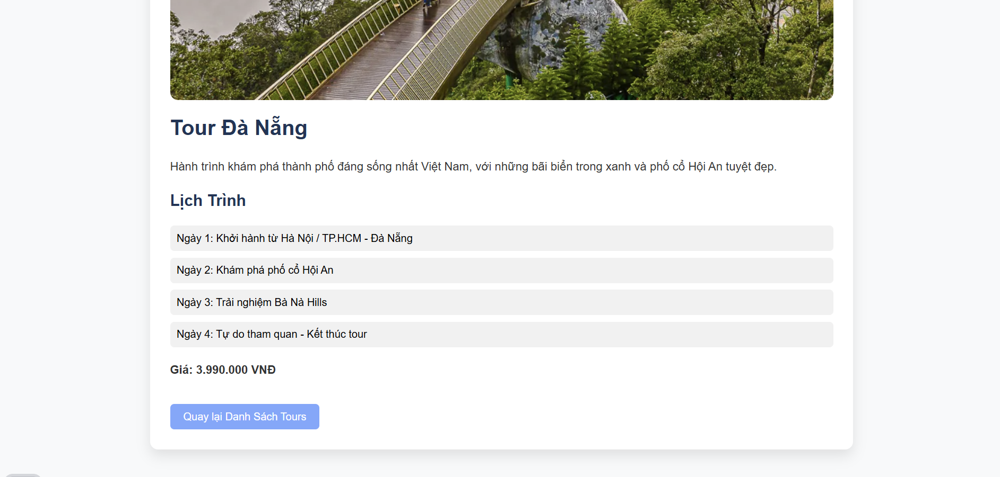 Tour Đà Nẵng
Hành trình khám phá thành phố đáng sống nhất Việt Nam, với những bãi biển trong xanh và phố cổ Hội An tuyệt đẹp.
Lịch Trình
Ngày 1: Khởi hành từ Hà Nội / TP.HCM - Đà Nẵng
Ngày 2: Khám phá phố cổ Hội An
Ngày 3: Trải nghiệm Bà Nà Hills
Ngày 4: Tự do tham quan - Kết thúc tour
Giá: 3.990.000 VNĐ
Quay lại Danh Sách Tours